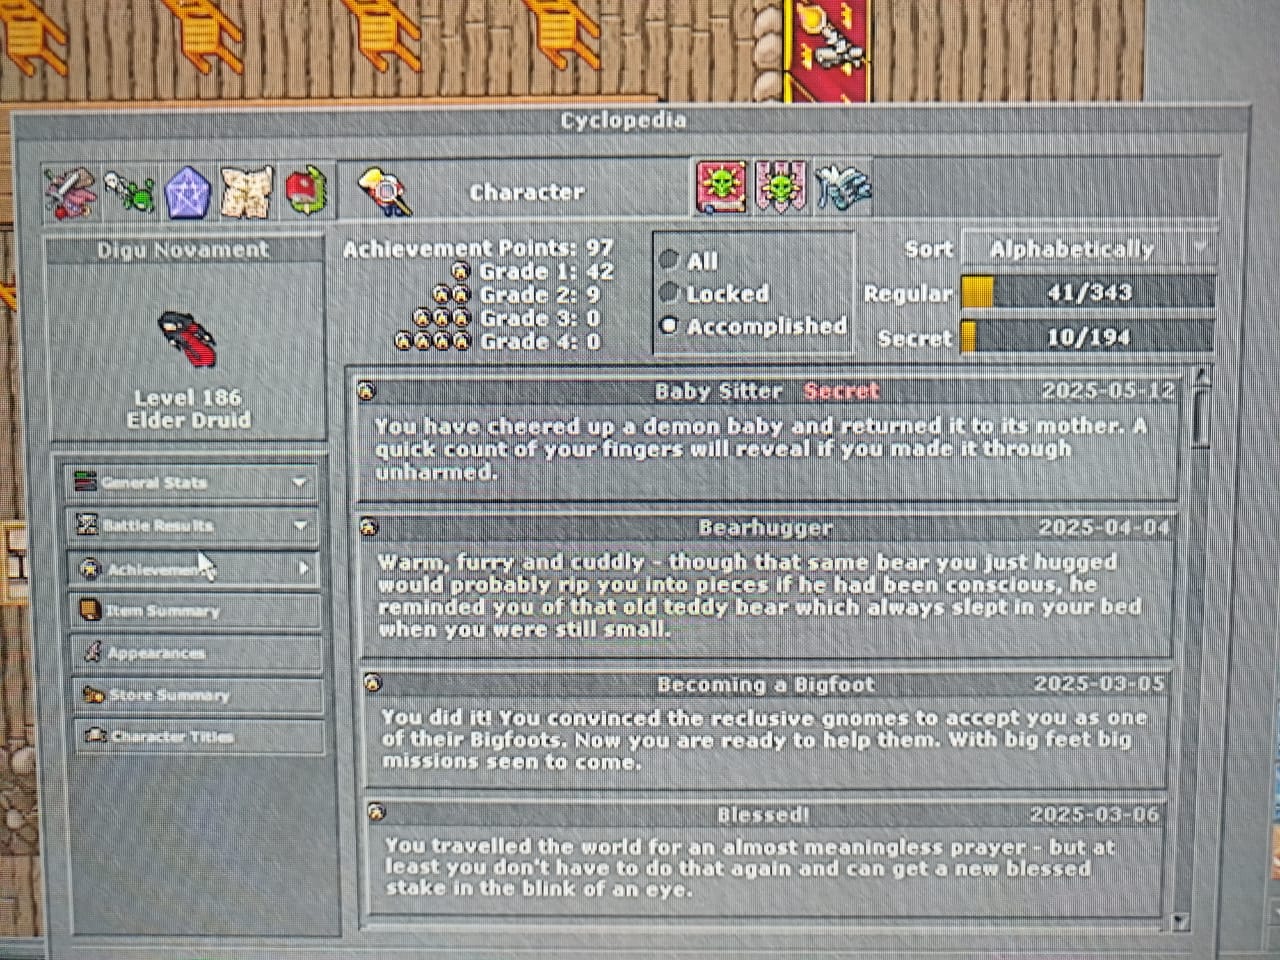 Cyclopedia
Character
Digu Novament
Level 186
Elder Druid
General Stats
Battle Results
Achievements
Item Summary
Appearances
Store Summary
Character Titles
Achievement Points: 97
Grade 1: 42
Grade 2: 9
Grade 3: 0
Grade 4: 0
All
Locked
Accomplished
Sort Alphabetically
Regular 41/343
Secret 10/194
Baby Sitter Secret 2025-05-12
You have cheered up a demon baby and returned it to its mother. A
quick count of your fingers will reveal if you made it through
unharmed.
Bearhugger 2025-04-04
Warm, furry and cuddly - though that same bear you just hugged
would probably rip you into pieces if he had been conscious, he
reminded you of that old teddy bear which always slept in your bed
when you were still small.
Becoming a Bigfoot 2025-03-05
You did it! You convinced the reclusive gnomes to accept you as one
of their Bigfoots. Now you are ready to help them. With big feet big
missions seen to come.
Blessed! 2025-03-06
You travelled the world for an almost meaningless prayer - but at
least you don't have to do that again and can get a new blessed
stake in the blink of an eye.